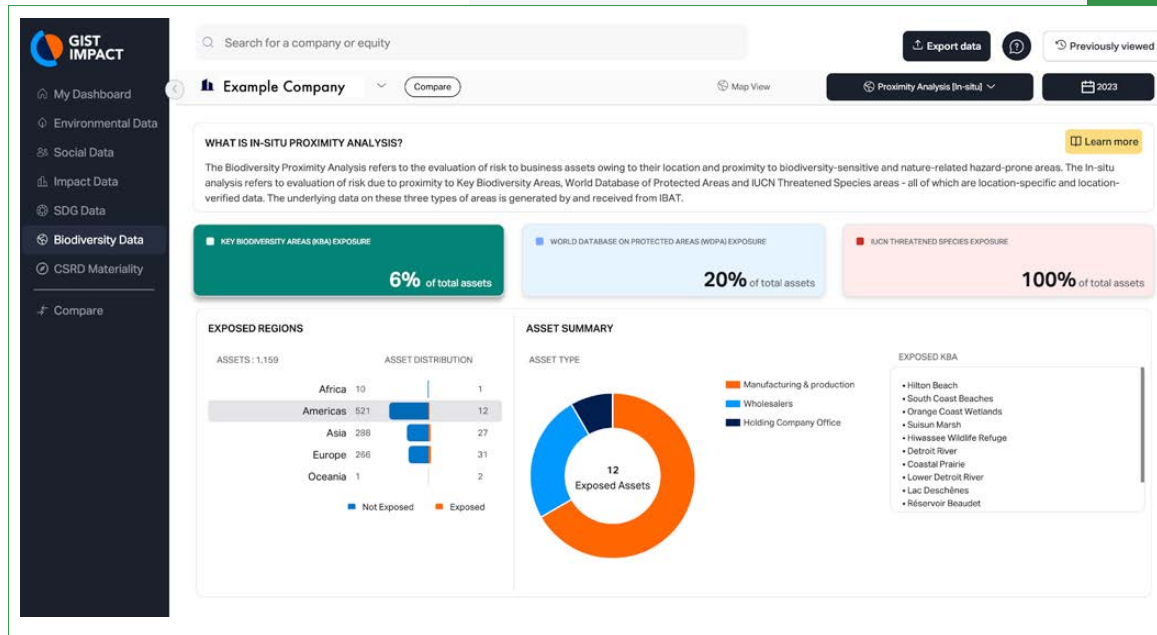 GIST
IMPACT
Search for a company or equity
Export data
Previously viewed
My Dashboard
Environmental Data
Social Data
Impact Data
SDG Data
Biodiversity Data
CSRD Materiality
Compare
Example Company
Compare
Map View
Proximity Analysis [In-situ]
2023
WHAT IS IN-SITU PROXIMITY ANALYSIS?
Learn more
The Biodiversity Proximity Analysis refers to the evaluation of risk to business assets owing to their location and proximity to biodiversity-sensitive and nature-related hazard-prone areas. The In-situ
analysis refers to evaluation of risk due to proximity to Key Biodiversity Areas, World Database of Protected Areas and IUCN Threatened Species areas - all of which are location-specific and location-
verified data. The underlying data on these three types of areas is generated by and received from IBAT.
KEY BIODIVERSITY AREAS (KBA) EXPOSURE
6% of total assets
WORLD DATABASE ON PROTECTED AREAS (WDPA) EXPOSURE
20% of total assets
IUCN THREATENED SPECIES EXPOSURE
100% of total assets
EXPOSED REGIONS
ASSETS : 1,159 ASSET DISTRIBUTION
Africa 10 1
Americas 521 12
Asia 288 27
Europe 266 31
Oceania 1 2
Not Exposed Exposed
ASSET SUMMARY
ASSET TYPE
12
Exposed Assets
Manufacturing & production
Wholesalers
Holding Company Office
EXPOSED KBA
• Hilton Beach
• South Coast Beaches
• Orange Coast Wetlands
• Suisun Marsh
• Hiwassee Wildlife Refuge
• Detroit River
• Coastal Prairie
• Lower Detroit River
• Lac Deschênes
• Réservoir Beaudet